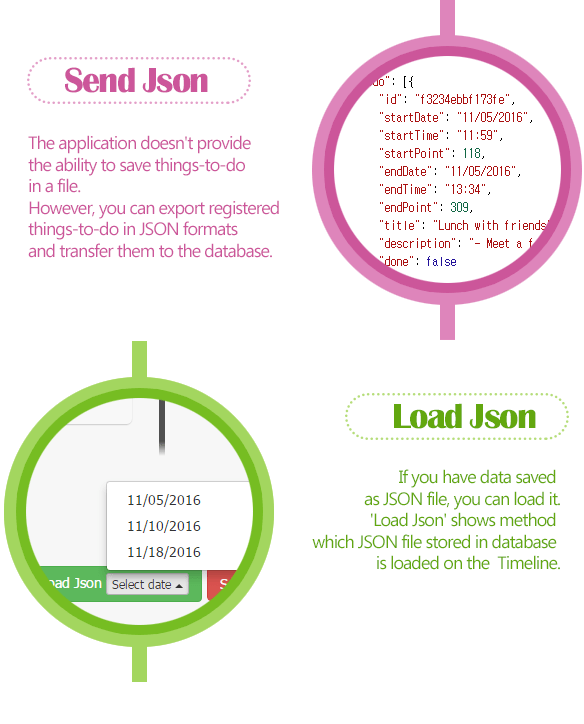 Send Json
The application doesn't provide
the ability to save things-to-do
in a file.
However, you can export registered
things-to-do in JSON formats
and transfer them to the database.
do": [{
"id": "f3234ebbf173fe",
"startDate": "11/05/2016",
"startTime": "11:59",
"startPoint": 118,
"endDate": "11/05/2016",
"endTime": "13:34",
"endPoint": 309,
"title": "Lunch with friends"
"description": "- Meet a f
"done": false
Load Json
If you have data saved
as JSON file, you can load it.
'Load Json' shows method
which JSON file stored in database
is loaded on the Timeline.
11/05/2016
11/10/2016
11/18/2016
oad Json Select date S